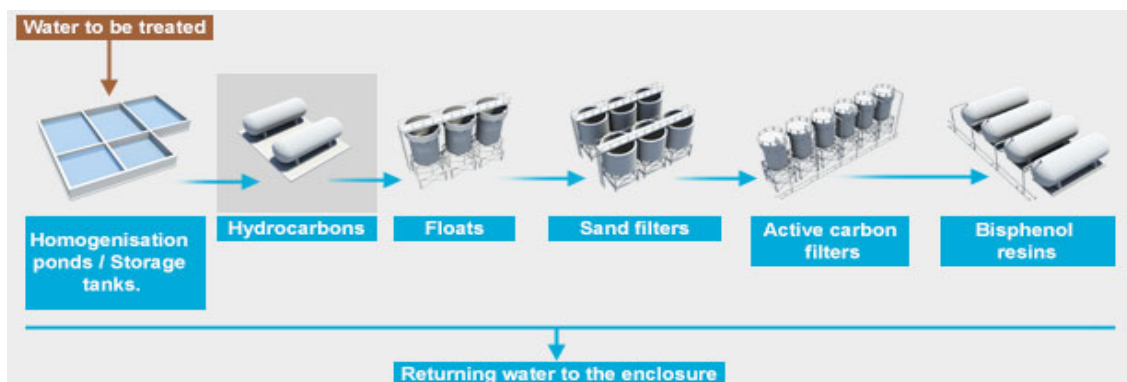 Water to be treated
Hydrocarbons
Floats
Sand filters
Active carbon
filters
Bisphenol
resins
Homogenisation
ponds / Storage
tanks.
Returning water to the enclosure